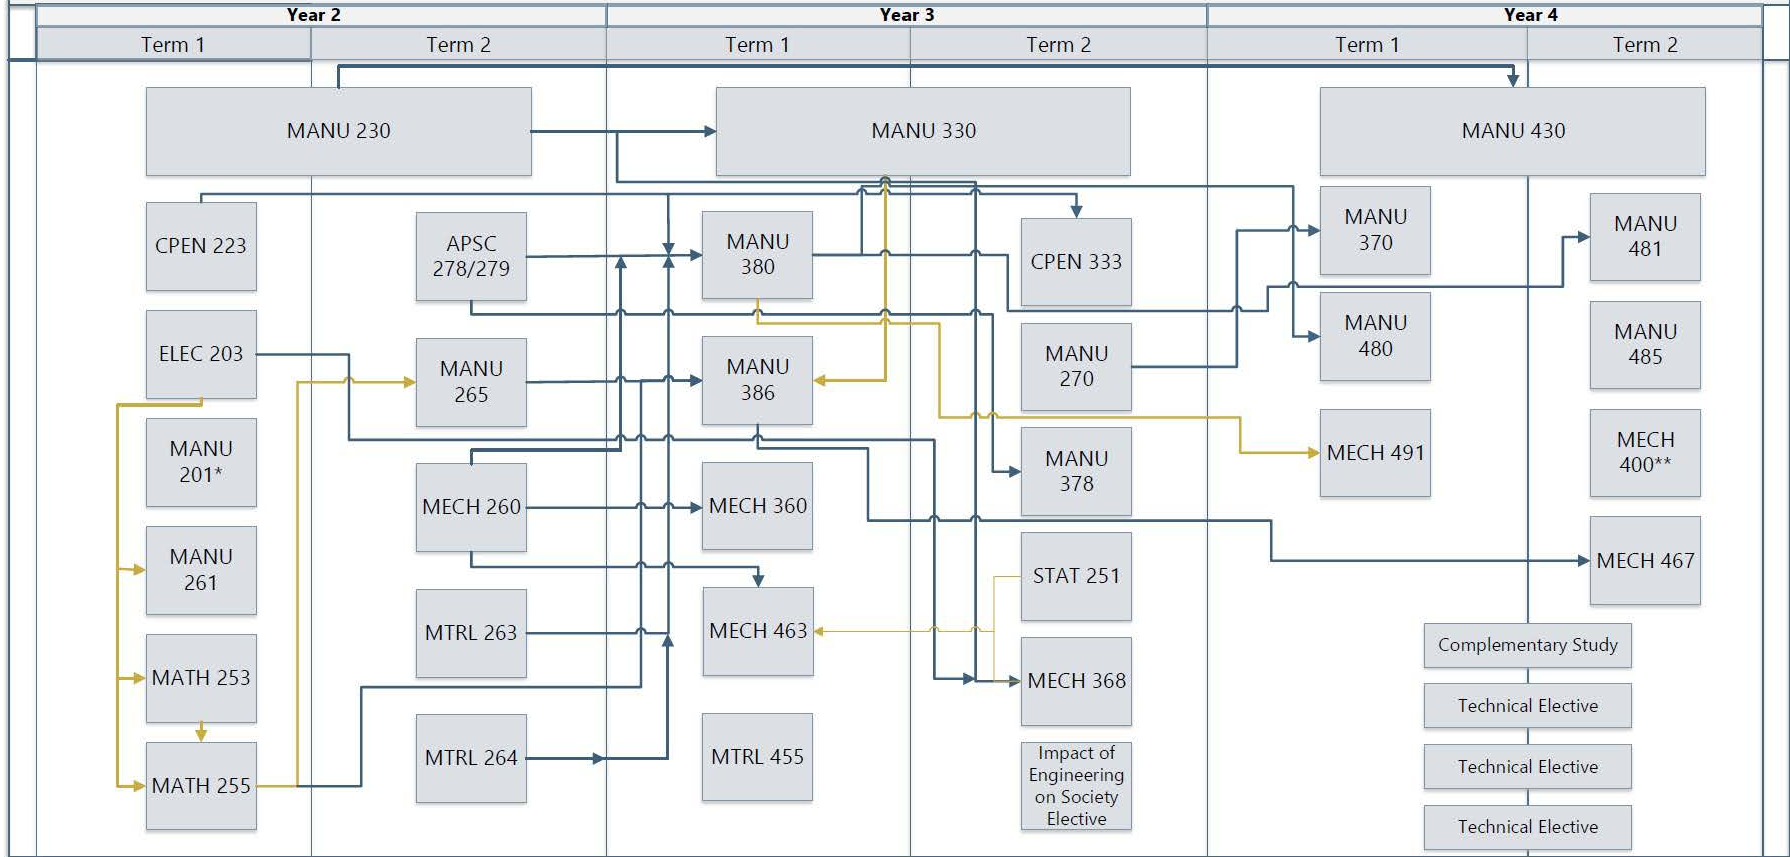 Year 2
Year 3
Year 4
Term 1
Term 2
Term 1
Term 2
Term 1
Term 2
MANU 230
MANU 330
MANU 430
CPEN 223
ELEC 203
MANU
201*
MANU
261
MATH 253
MATH 255
APSC
278/279
MANU
265
MECH 260
MTRL 263
MTRL 264
MANU
380
MANU
386
MECH 360
MECH 463
MTRL 455
CPEN 333
MANU
270
MANU
378
STAT 251
MECH 368
Impact of
Engineering
on Society
Elective
MANU
370
MANU
480
MECH 491
MANU
481
MANU
485
MECH
400**
MECH 467
Complementary Study
Technical Elective
Technical Elective
Technical Elective